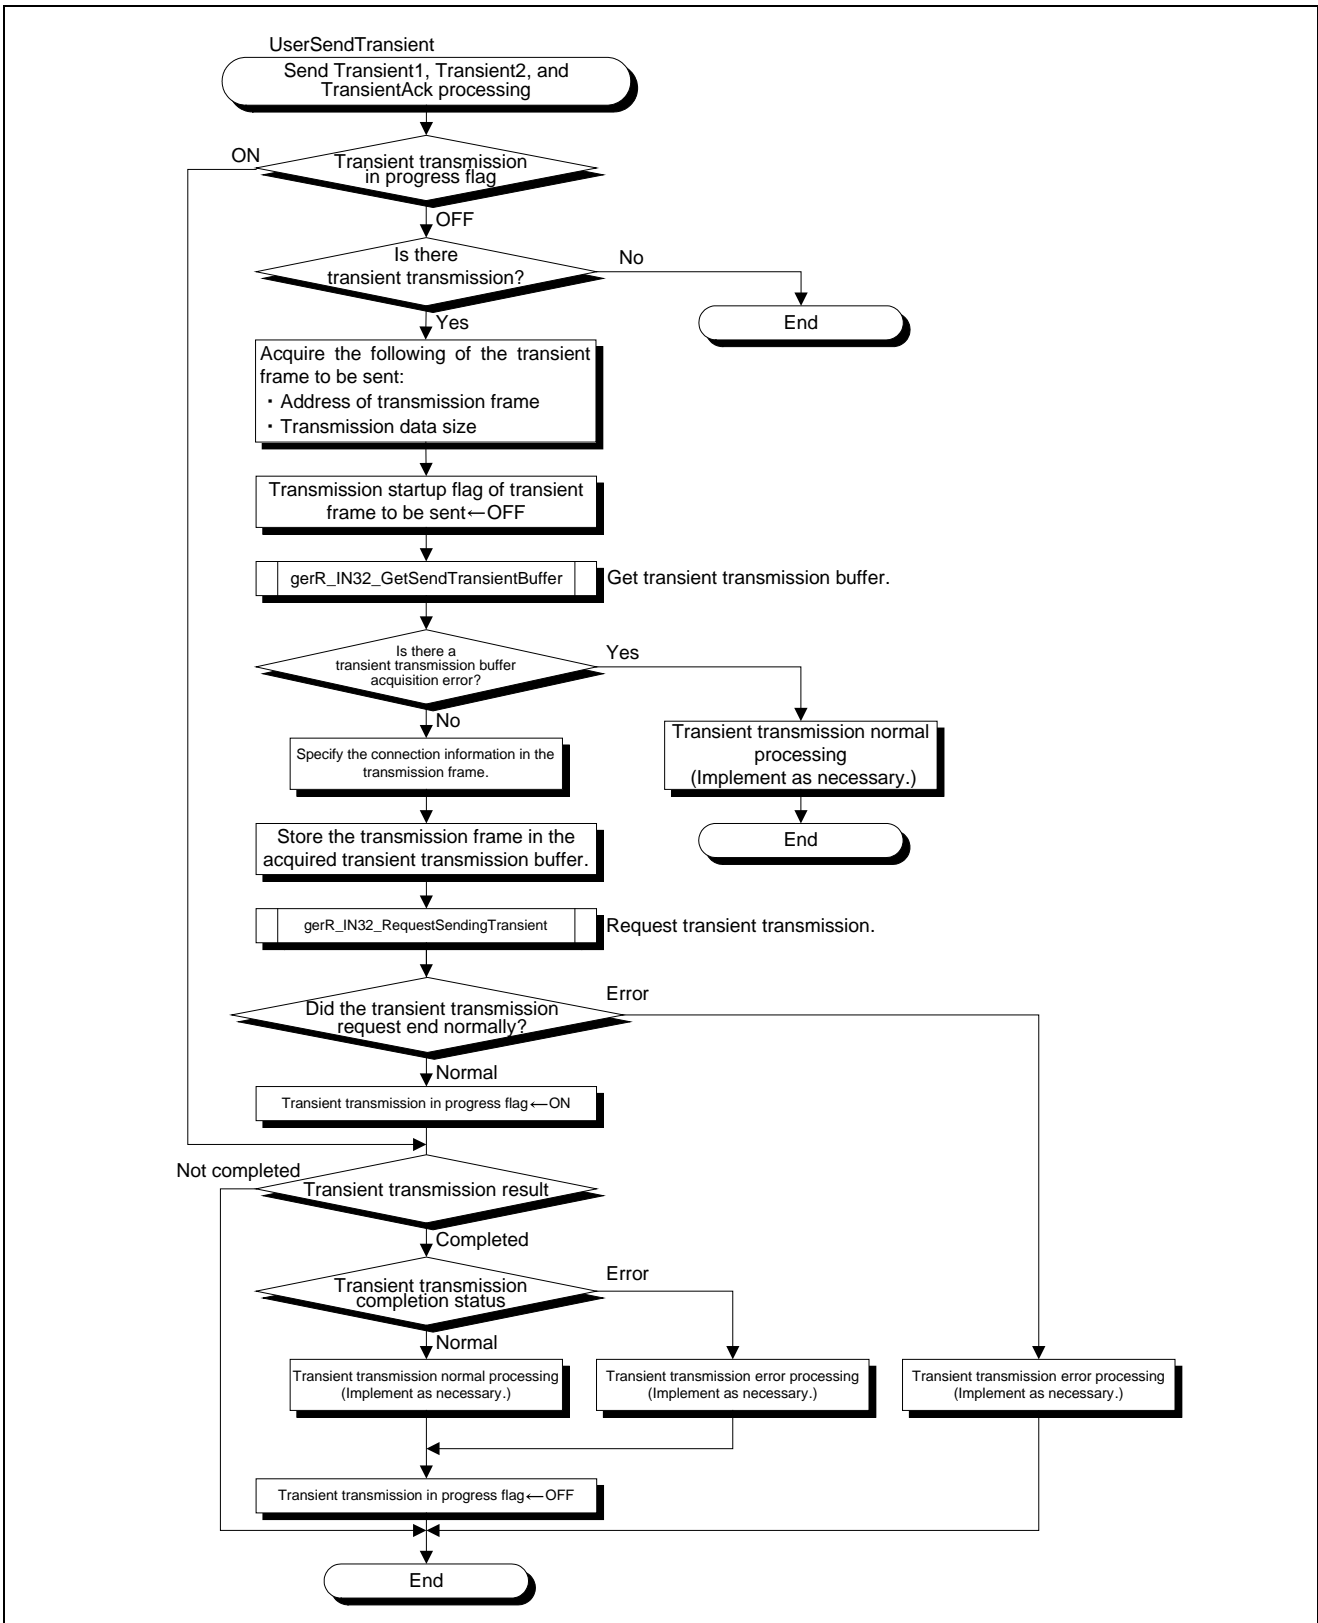 UserSendTransient
Send Transient1, Transient2, and
TransientAck processing
ON
Transient transmission
in progress flag
OFF
Is there
transient transmission?
No
End
Yes
Acquire the following of the transient
frame to be sent:
・Address of transmission frame
・Transmission data size
Transmission startup flag of transient
frame to be sent←OFF
gerR_IN32_GetSendTransientBuffer
Get transient transmission buffer.
Is there a
transient transmission buffer
acquisition error?
Yes
No
Transient transmission normal
processing
(Implement as necessary.)
End
Specify the connection information in the
transmission frame.
Store the transmission frame in the
acquired transient transmission buffer.
gerR_IN32_RequestSendingTransient
Request transient transmission.
Did the transient transmission
request end normally?
Error
Normal
Transient transmission in progress flag←ON
Not completed
Transient transmission result
Completed
Transient transmission
completion status
Error
Normal
Transient transmission normal processing
(Implement as necessary.)
Transient transmission error processing
(Implement as necessary.)
Transient transmission error processing
(Implement as necessary.)
Transient transmission in progress flag←OFF
End